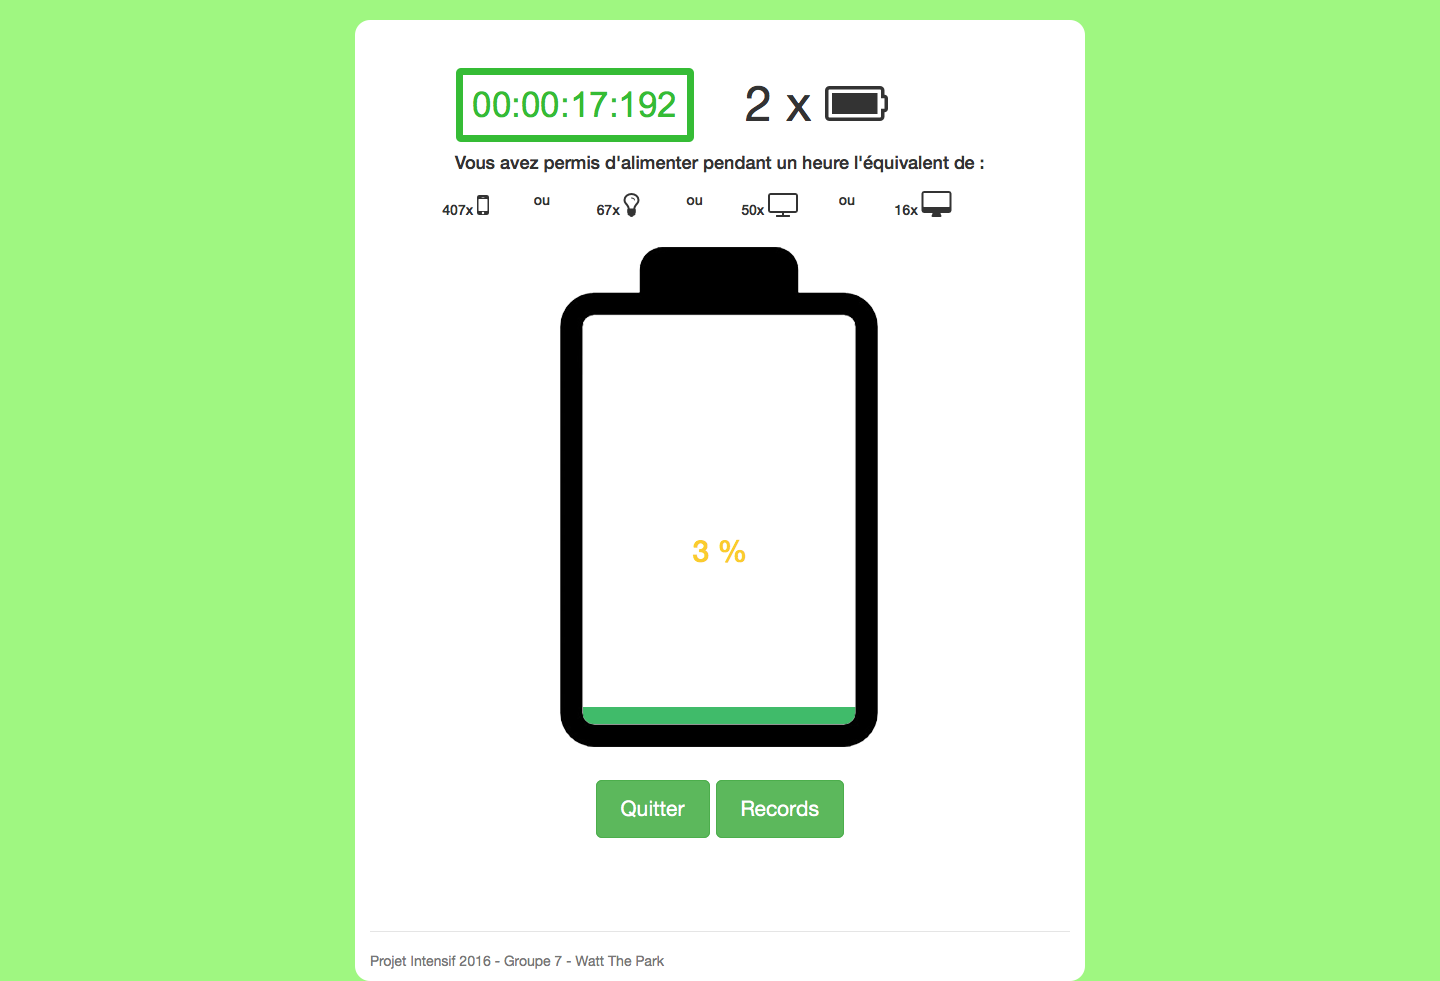 00:00:17:192 2 x
Vous avez permis d'alimenter pendant un heure l'équivalent de :
407x ou 67x ou 50x ou 16x
3 %
Quitter Records
Projet Intensif 2016 - Groupe 7 - Watt The Park